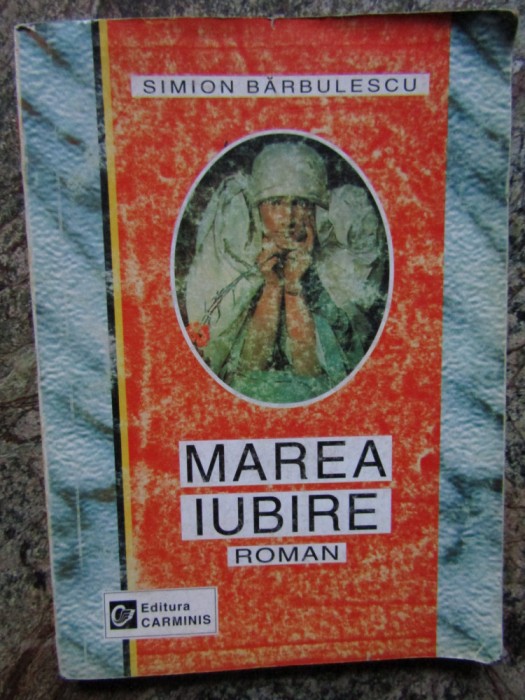 SIMION BĂRBULESCU
MAREA
IUBIRE
ROMAN
Editura
CARMINIS